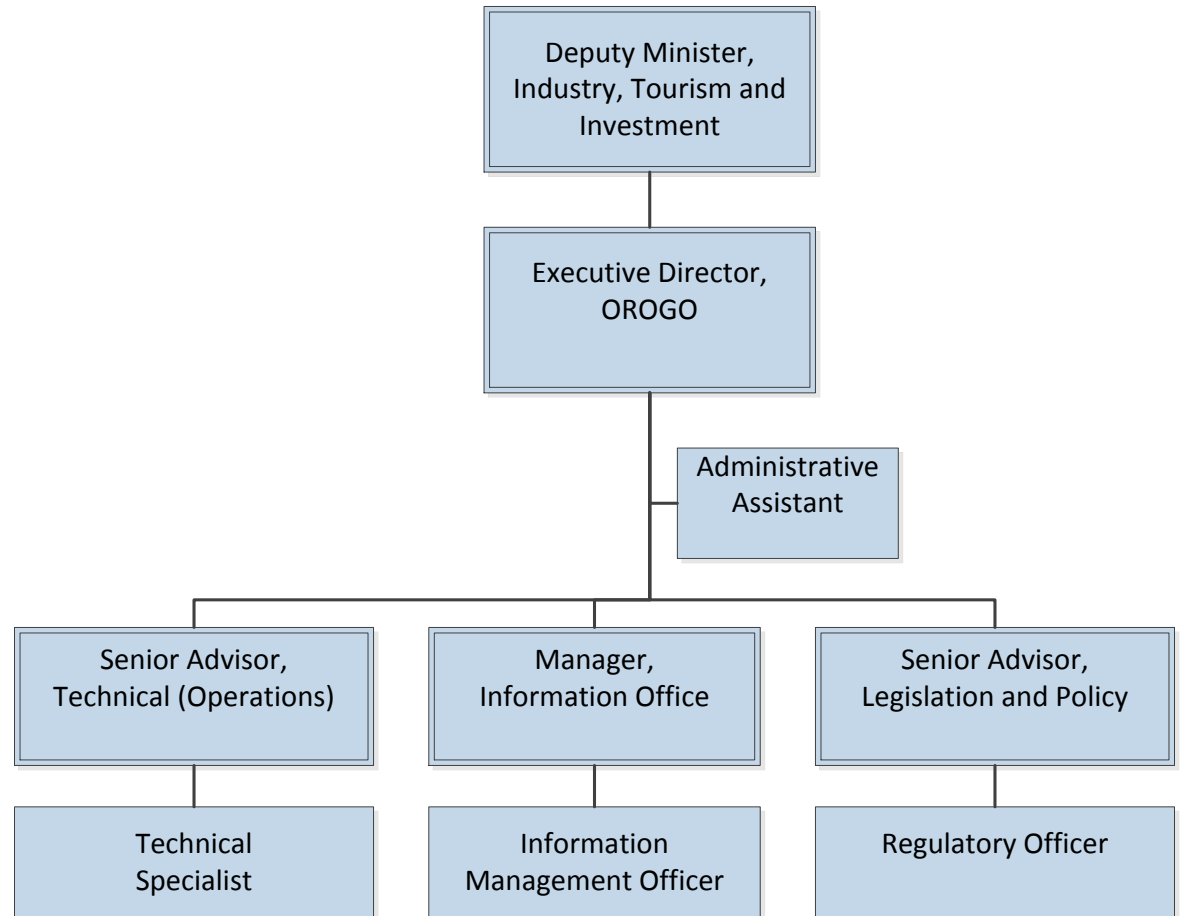 Deputy Minister,
Industry, Tourism and
Investment
Executive Director,
OROGO
Administrative
Assistant
Senior Advisor,
Technical (Operations)
Manager,
Information Office
Senior Advisor,
Legislation and Policy
Technical
Specialist
Information
Management Officer
Regulatory Officer